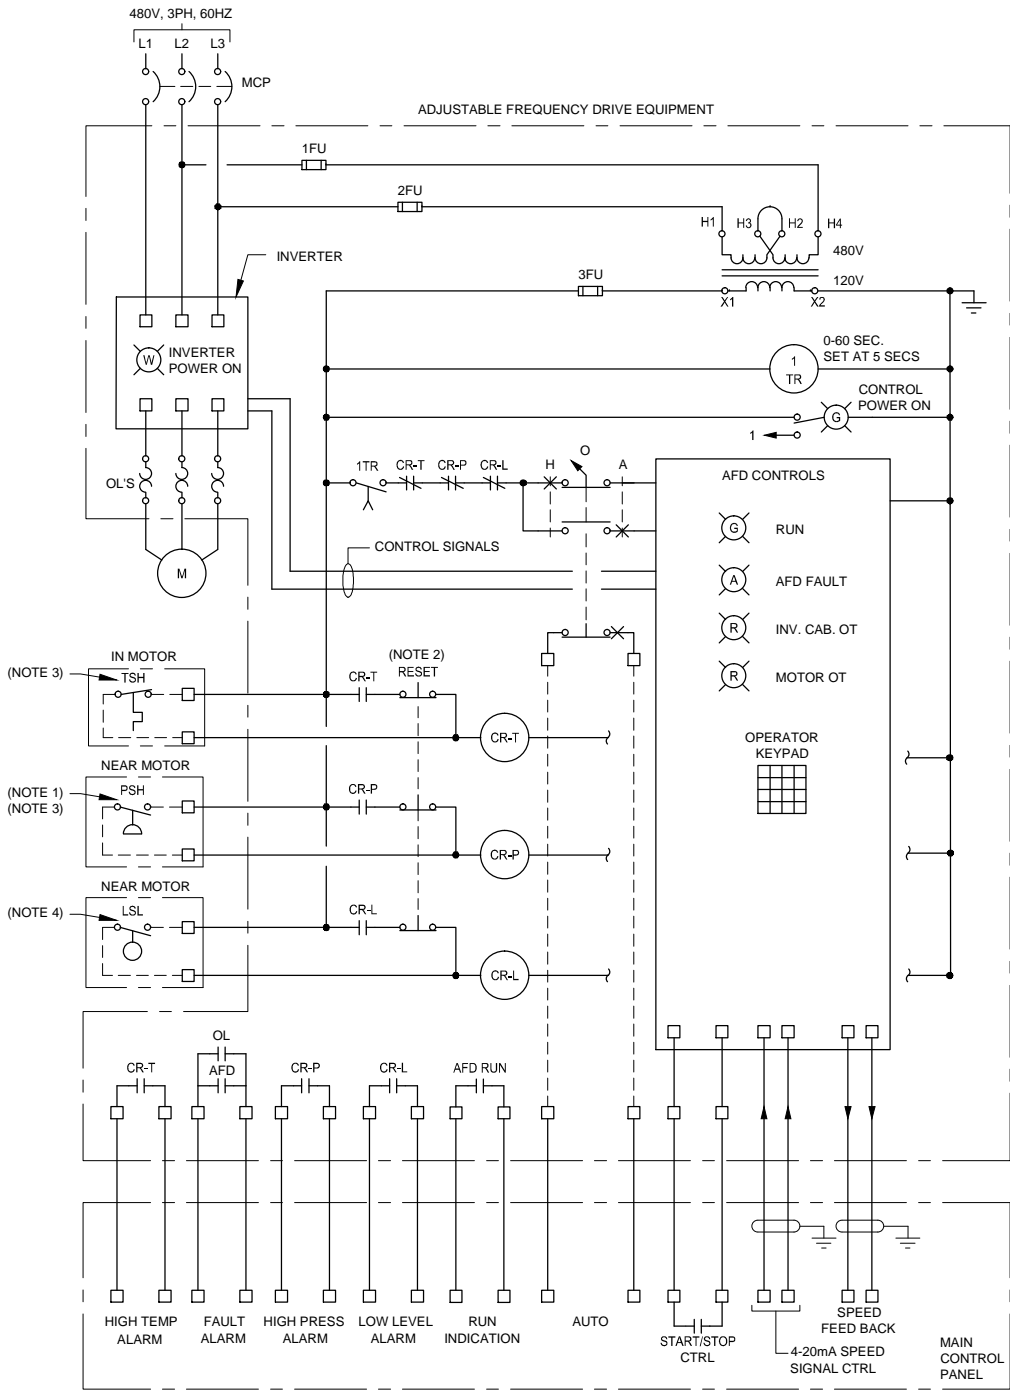 480V, 3PH, 60HZ
L1 L2 L3
MCP
ADJUSTABLE FREQUENCY DRIVE EQUIPMENT
1FU
2FU
H1 H3 H2 H4
480V
INVERTER
3FU
120V
X1 X2
W
INVERTER
POWER ON
1
TR
0-60 SEC.
SET AT 5 SECS
CONTROL
POWER ON
G
1
OL'S
1TR CR-T CR-P CR-L H O A
AFD CONTROLS
G RUN
CONTROL SIGNALS
M
A AFD FAULT
R INV. CAB. OT
R MOTOR OT
IN MOTOR
(NOTE 3)
TSH
CR-T
(NOTE 2)
RESET
CR-T
OPERATOR
KEYPAD
NEAR MOTOR
(NOTE 1)
(NOTE 3)
PSH
CR-P
CR-P
NEAR MOTOR
(NOTE 4)
LSL
CR-L
CR-L
OL
CR-T AFD CR-P CR-L AFD RUN
HIGH TEMP
ALARM
FAULT
ALARM
HIGH PRESS
ALARM
LOW LEVEL
ALARM
RUN
INDICATION
AUTO
START/STOP
CTRL
4-20mA SPEED
SIGNAL CTRL
SPEED
FEED BACK
MAIN
CONTROL
PANEL